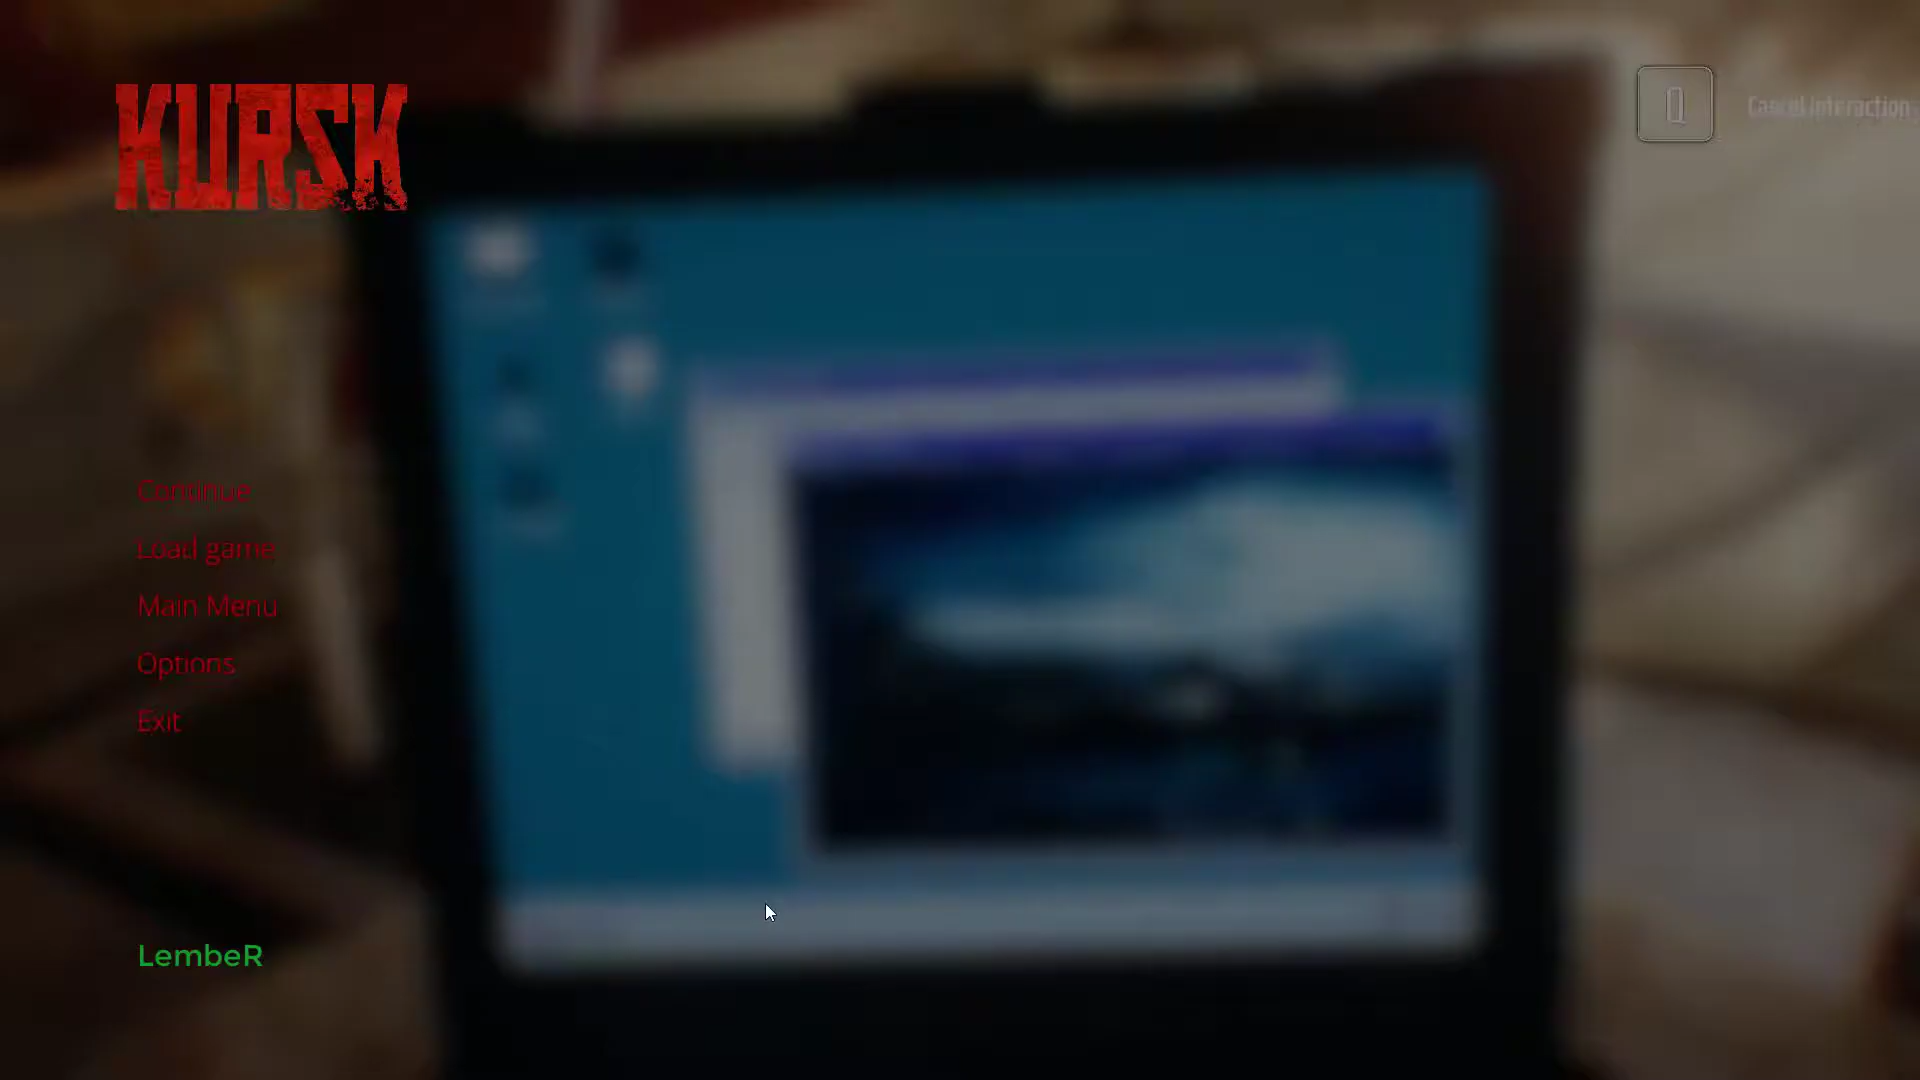 KURSK
Q
Cancel interaction
Continue
Load game
Main Menu
Options
Exit
LembeR